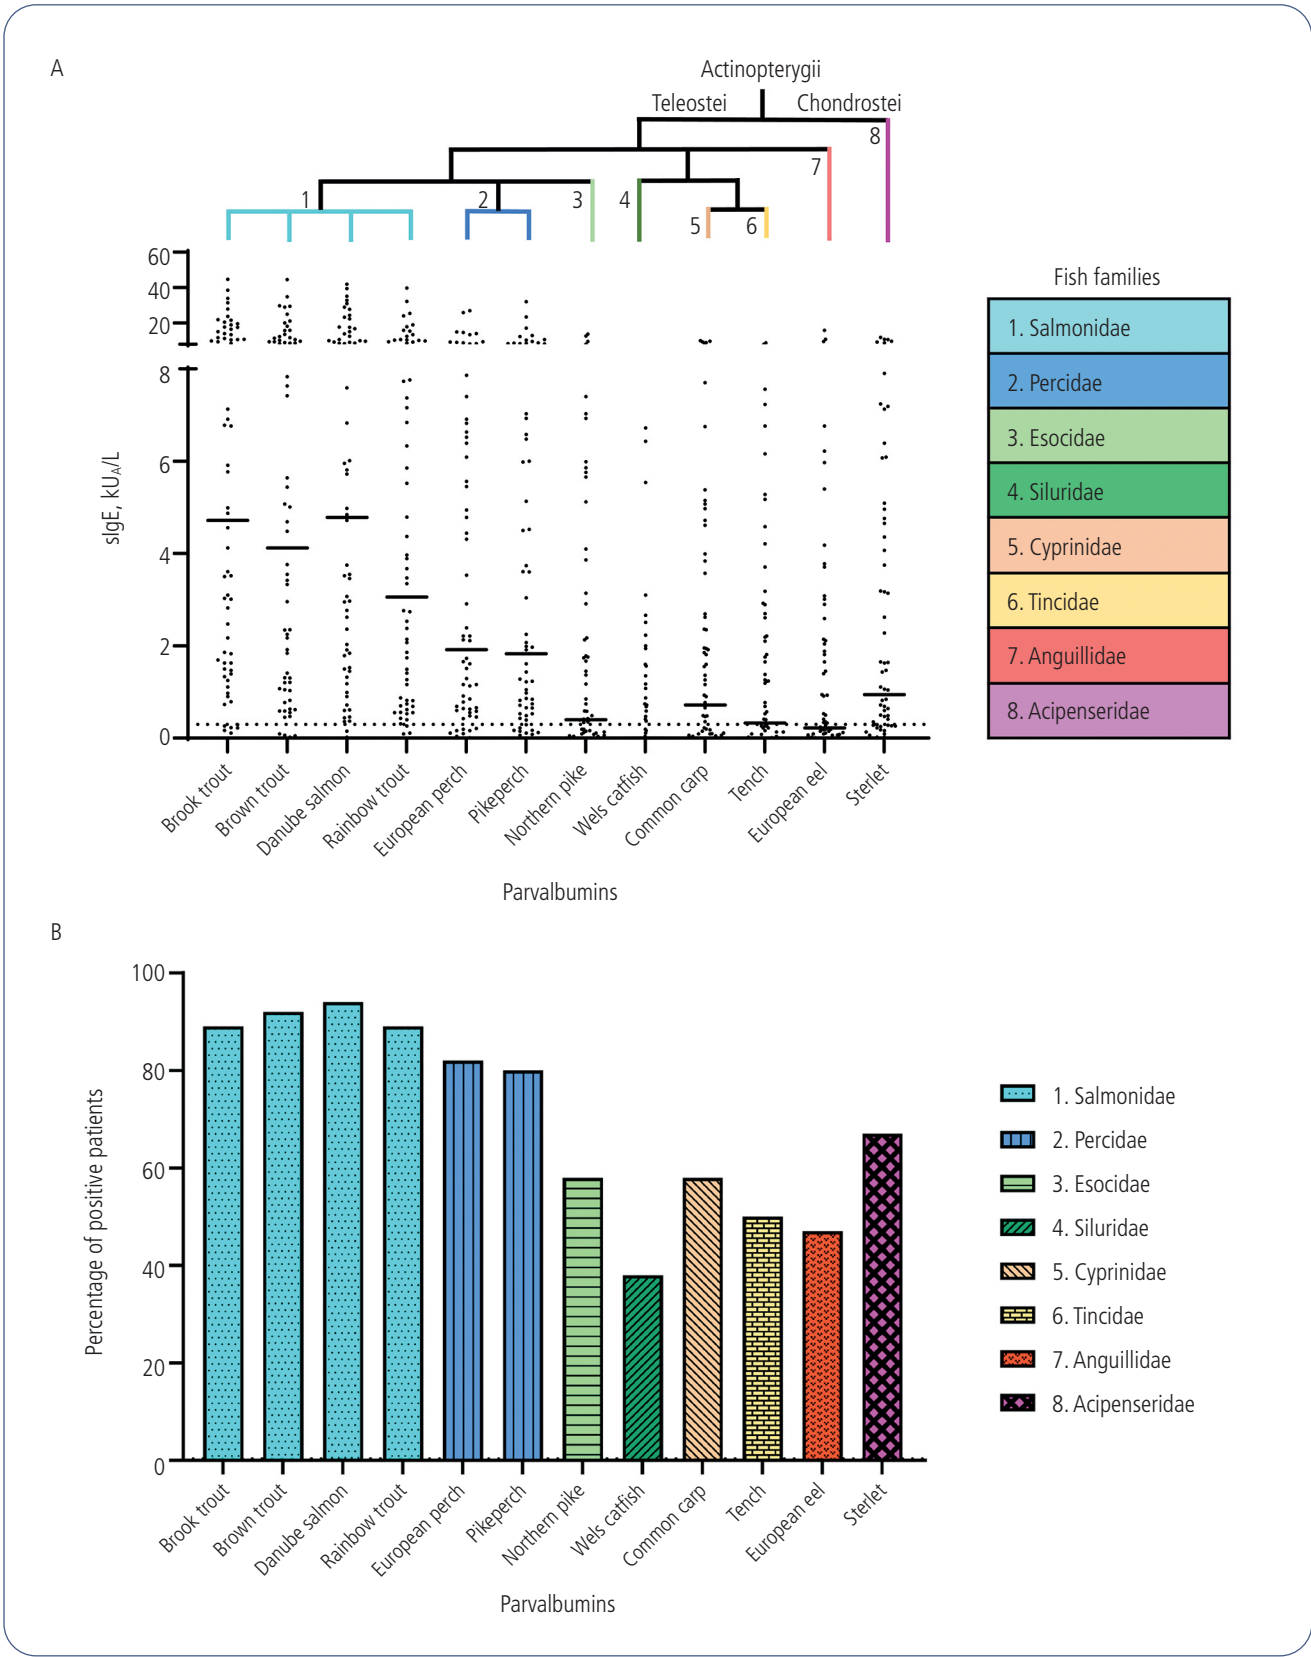 A
Actinopterygii
Teleostei
Chondrostei
8
7
1
2
3
4
5
6
60
40
20
8
6
4
2
0
sIgE, kUA/L
Brook trout
Brown trout
Danube salmon
Rainbow trout
European perch
Pikeperch
Northern pike
Wels catfish
Common carp
Tench
European eel
Sterlet
Parvalbumins
Fish families
1. Salmonidae
2. Percidae
3. Esocidae
4. Siluridae
5. Cyprinidae
6. Tincidae
7. Anguillidae
8. Acipenseridae
B
100
80
60
40
20
0
Percentage of positive patients
Brook trout
Brown trout
Danube salmon
Rainbow trout
European perch
Pikeperch
Northern pike
Wels catfish
Common carp
Tench
European eel
Sterlet
Parvalbumins
1. Salmonidae
2. Percidae
3. Esocidae
4. Siluridae
5. Cyprinidae
6. Tincidae
7. Anguillidae
8. Acipenseridae